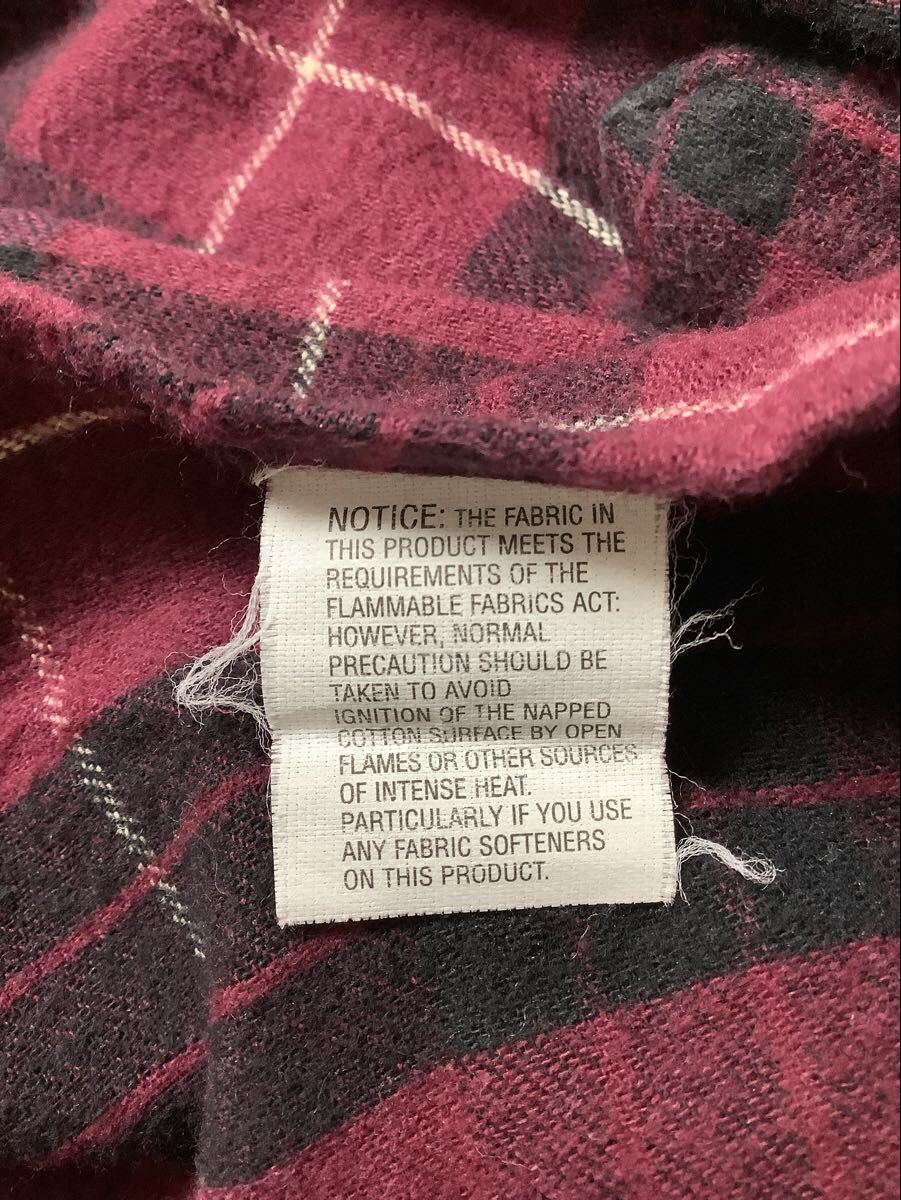 NOTICE: THE FABRIC IN
THIS PRODUCT MEETS THE
REQUIREMENTS OF THE
FLAMMABLE FABRICS ACT:
HOWEVER, NORMAL
PRECAUTION SHOULD BE
TAKEN TO AVOID
IGNITION OF THE NAPPED
COTTON SURFACE BY OPEN
FLAMES OR OTHER SOURCES
OF INTENSE HEAT.
PARTICULARLY IF YOU USE
ANY FABRIC SOFTENERS
ON THIS PRODUCT.